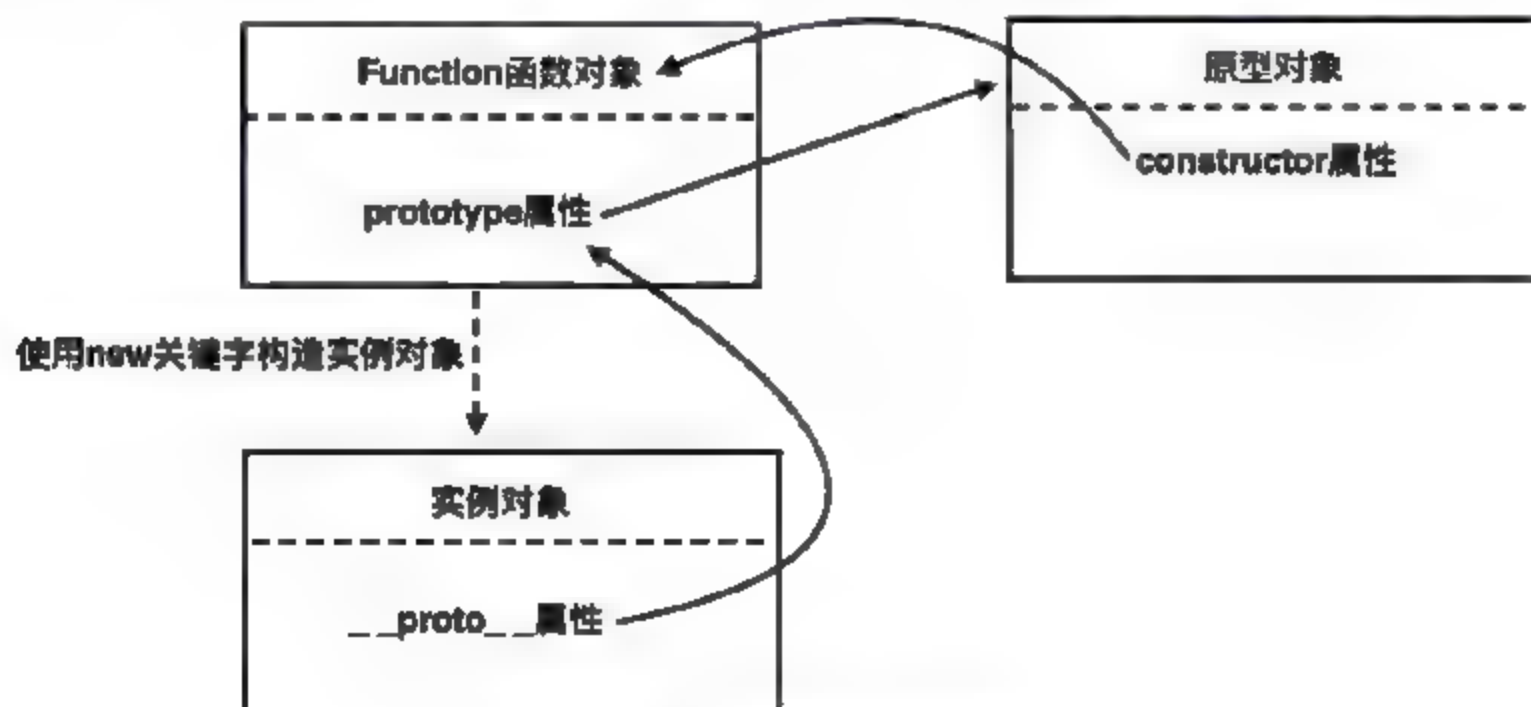 Function函数对象
原型对象
constructor属性
prototype属性
使用new关键字构造实例对象
实例对象
__proto__属性